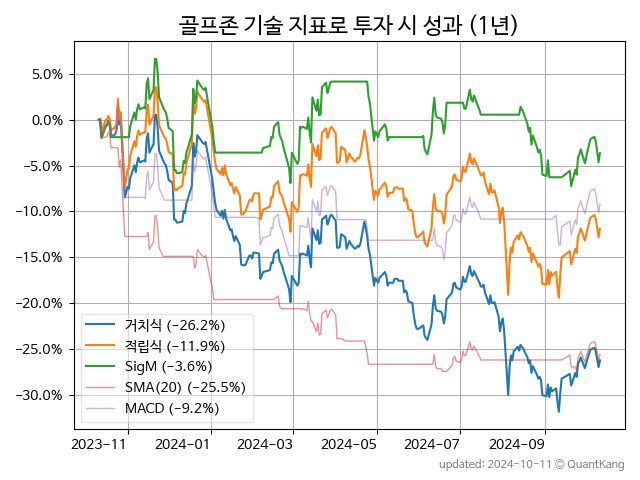 골프존 기술 지표로 투자 시 성과 (1년)
5.0%
0.0%
−5.0%
−10.0%
−15.0%
−20.0%
−25.0%
−30.0%
거치식 (−26.2%)
적립식 (−11.9%)
SigM (−3.6%)
SMA(20) (−25.5%)
MACD (−9.2%)
2023-11 2024-01 2024-03 2024-05 2024-07 2024-09
updated: 2024-10-11 © QuantKang